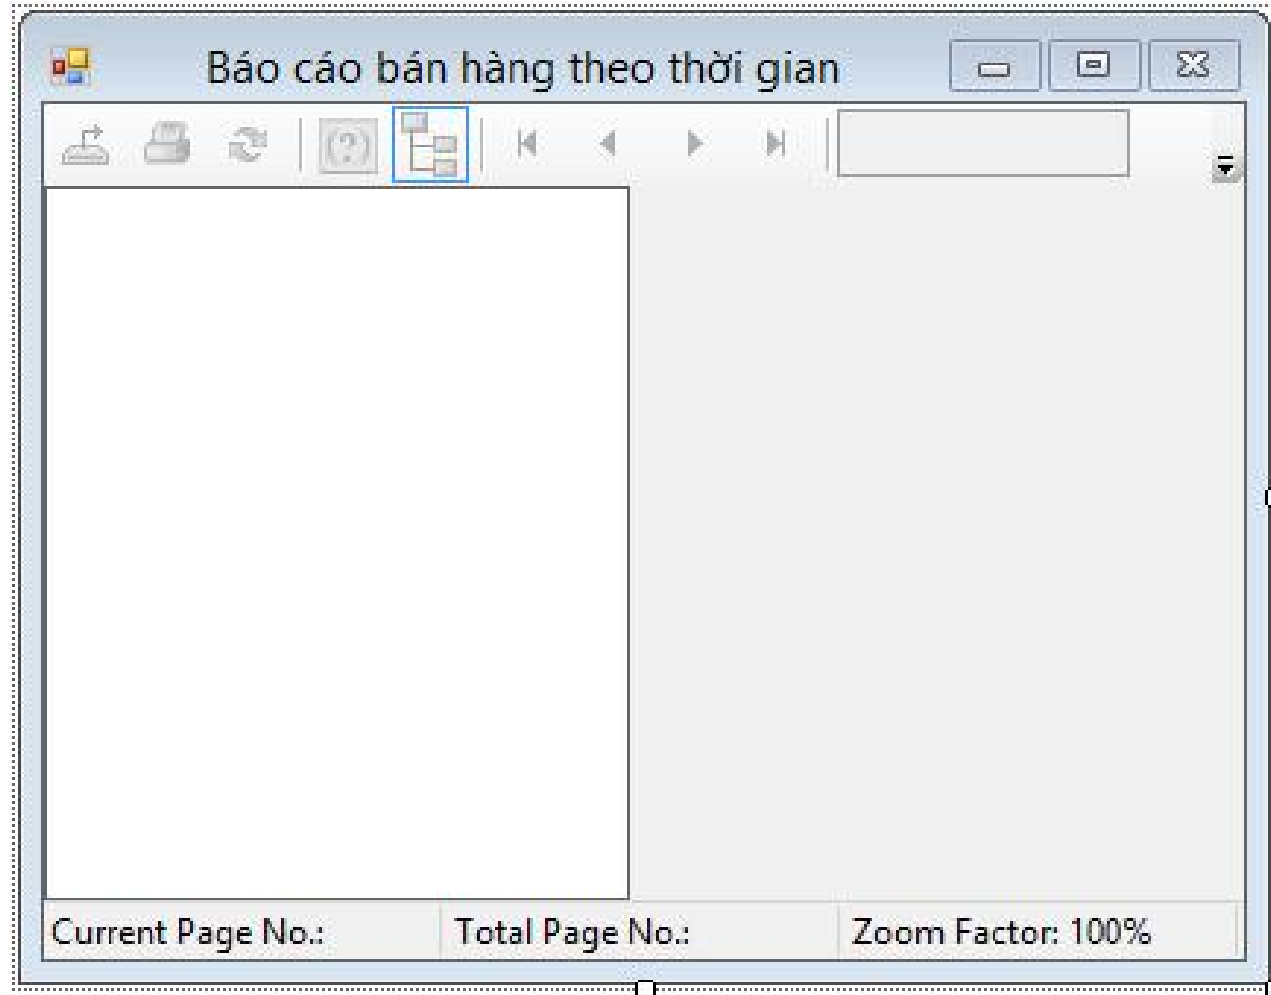 Báo cáo bán hàng theo thời gian
Current Page No.: Total Page No.: Zoom Factor: 100%